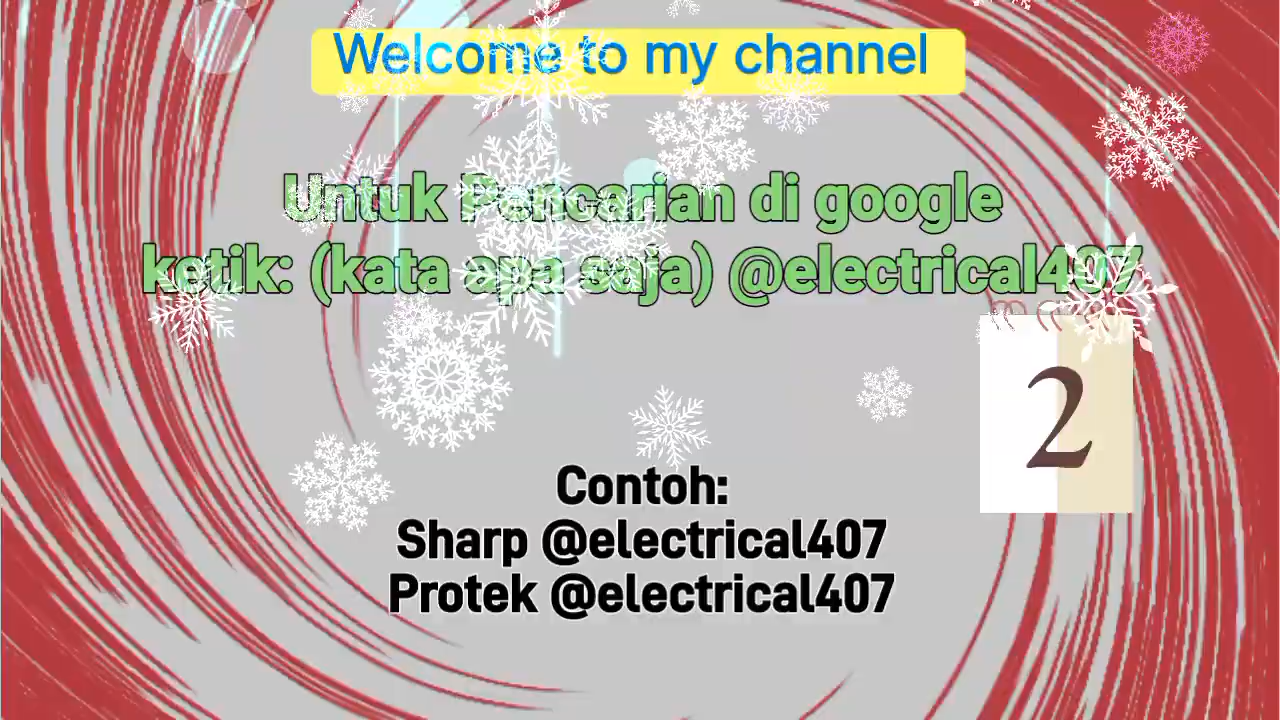 Welcome to my channel
Untuk Pencarian di google
ketik: (kata apa saja) @electrical407
2
Contoh:
Sharp @electrical407
Protek @electrical407